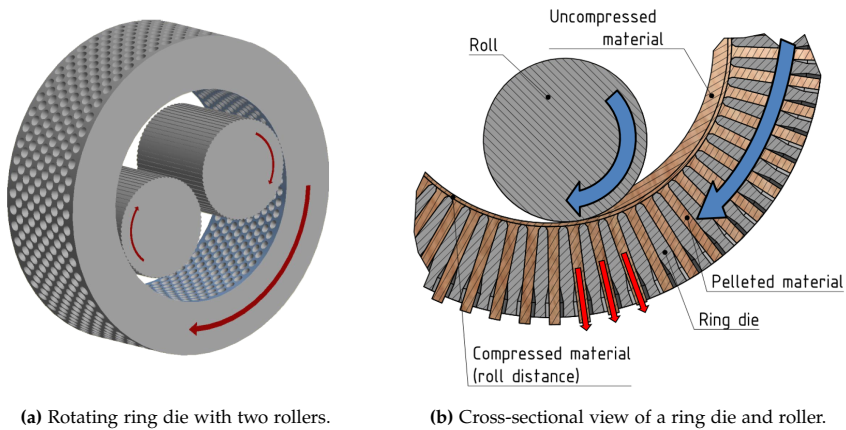 Uncompressed
material
Roll
Pelleted material
Ring die
Compressed material
(roll distance)
(a) Rotating ring die with two rollers.
(b) Cross-sectional view of a ring die and roller.